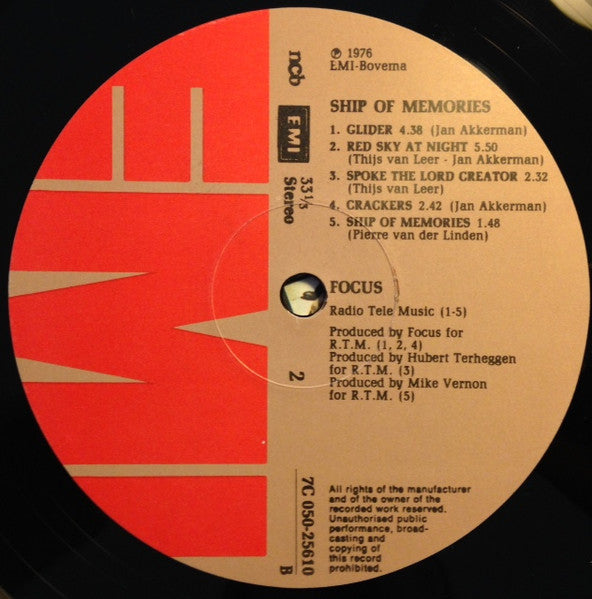 ℗ 1976
EMI-Bovema
SHIP OF MEMORIES
1. GLIDER 4.38 (Jan Akkerman)
2. RED SKY AT NIGHT 5.50
(Thijs van Leer - Jan Akkerman)
3. SPOKE THE LORD CREATOR 2.32
(Thijs van Leer)
4. CRACKERS 2.42 (Jan Akkerman)
5. SHIP OF MEMORIES 1.48
(Pierre van der Linden)
FOCUS
Radio Tele Music (1-5)
Produced by Focus for
R.T.M. (1, 2, 4)
Produced by Hubert Terheggen
for R.T.M. (3)
Produced by Mike Vernon
for R.T.M. (5)
All rights of the manufacturer
and of the owner of the
recorded work reserved.
Unauthorised public
performance, broad-
casting and
copying of
this record
prohibited.
ncb
EMI
33⅓
Stereo
2
7C 050-25610
B
EMI